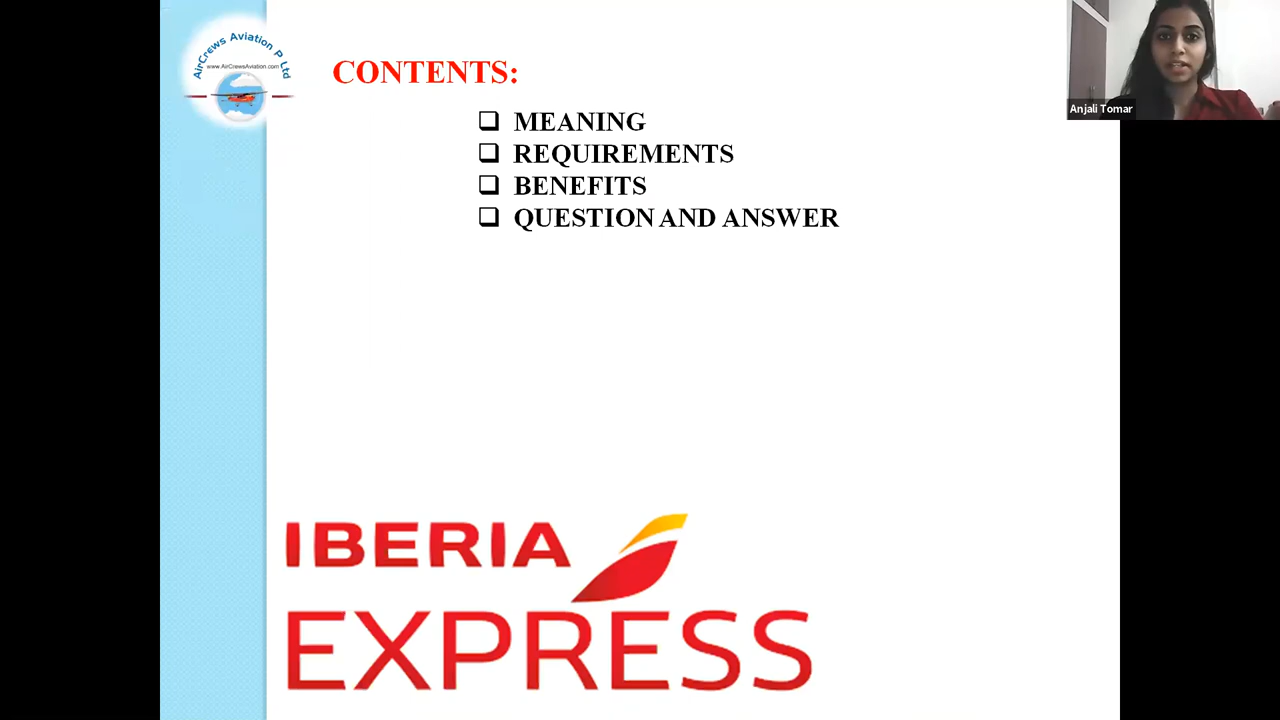 AirCrews Aviation P Ltd
www.AirCrewsAviation.com
CONTENTS:
❑ MEANING
❑ REQUIREMENTS
❑ BENEFITS
❑ QUESTION AND ANSWER
Anjali Tomar
IBERIA
EXPRESS